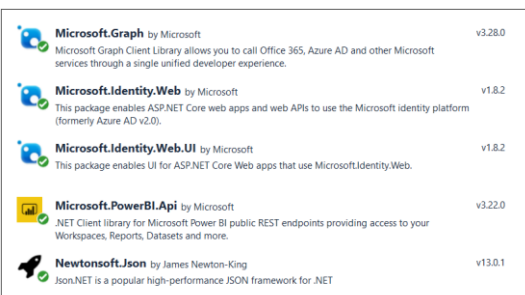 Microsoft.Graph by Microsoft v3.28.0
Microsoft Graph Client Library allows you to call Office 365, Azure AD and other Microsoft
services through a single unified developer experience.
Microsoft.Identity.Web by Microsoft v1.8.2
This package enables ASP.NET Core web apps and web APIs to use the Microsoft identity platform
(formerly Azure AD v2.0).
Microsoft.Identity.Web.UI by Microsoft v1.8.2
This package enables UI for ASP.NET Core Web apps that use Microsoft.Identity.Web.
Microsoft.PowerBI.Api by Microsoft v3.22.0
.NET Client library for Microsoft Power BI public REST endpoints providing access to your
Workspaces, Reports, Datasets and more.
Newtonsoft.Json by James Newton-King v13.0.1
Json.NET is a popular high-performance JSON framework for .NET